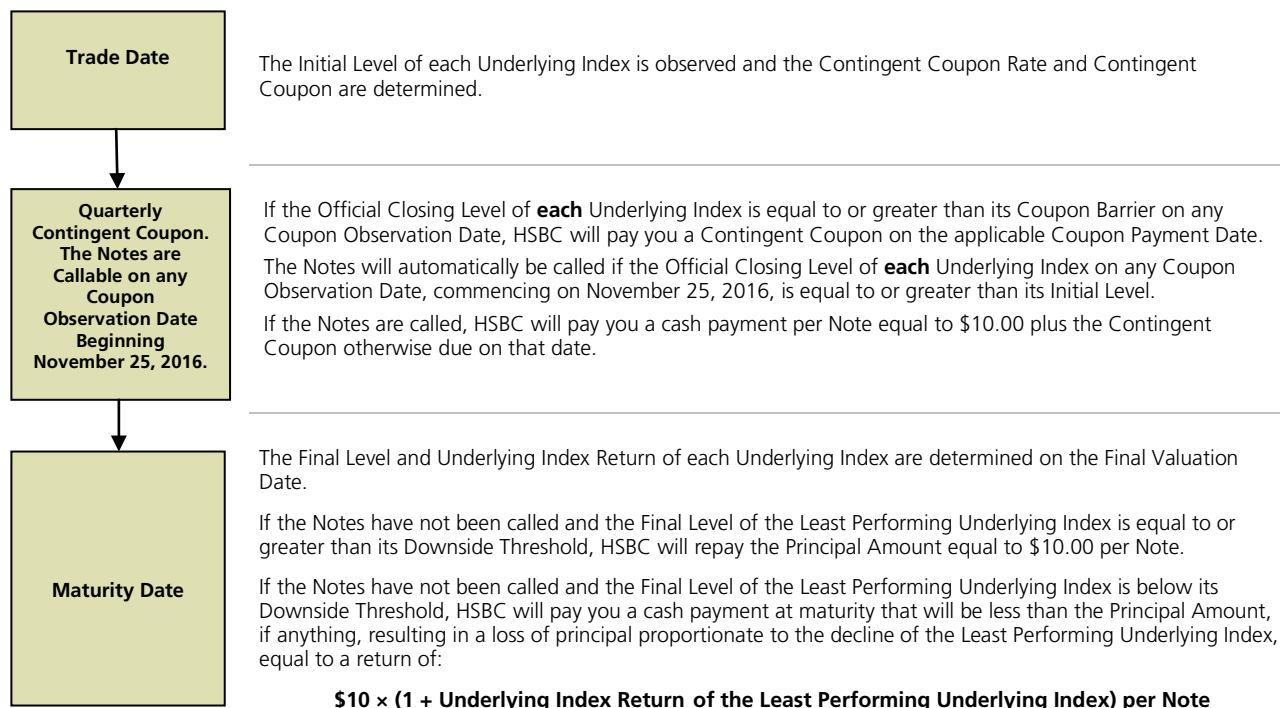 Trade Date
The Initial Level of each Underlying Index is observed and the Contingent Coupon Rate and Contingent
Coupon are determined.
Quarterly
Contingent Coupon.
The Notes are
Callable on any
Coupon
Observation Date
Beginning
November 25, 2016.
If the Official Closing Level of each Underlying Index is equal to or greater than its Coupon Barrier on any
Coupon Observation Date, HSBC will pay you a Contingent Coupon on the applicable Coupon Payment Date.
The Notes will automatically be called if the Official Closing Level of each Underlying Index on any Coupon
Observation Date, commencing on November 25, 2016, is equal to or greater than its Initial Level.
If the Notes are called, HSBC will pay you a cash payment per Note equal to $10.00 plus the Contingent
Coupon otherwise due on that date.
Maturity Date
The Final Level and Underlying Index Return of each Underlying Index are determined on the Final Valuation
Date.
If the Notes have not been called and the Final Level of the Least Performing Underlying Index is equal to or
greater than its Downside Threshold, HSBC will repay the Principal Amount equal to $10.00 per Note.
If the Notes have not been called and the Final Level of the Least Performing Underlying Index is below its
Downside Threshold, HSBC will pay you a cash payment at maturity that will be less than the Principal Amount,
if anything, resulting in a loss of principal proportionate to the decline of the Least Performing Underlying Index,
equal to a return of:
$10 × (1 + Underlying Index Return of the Least Performing Underlying Index) per Note